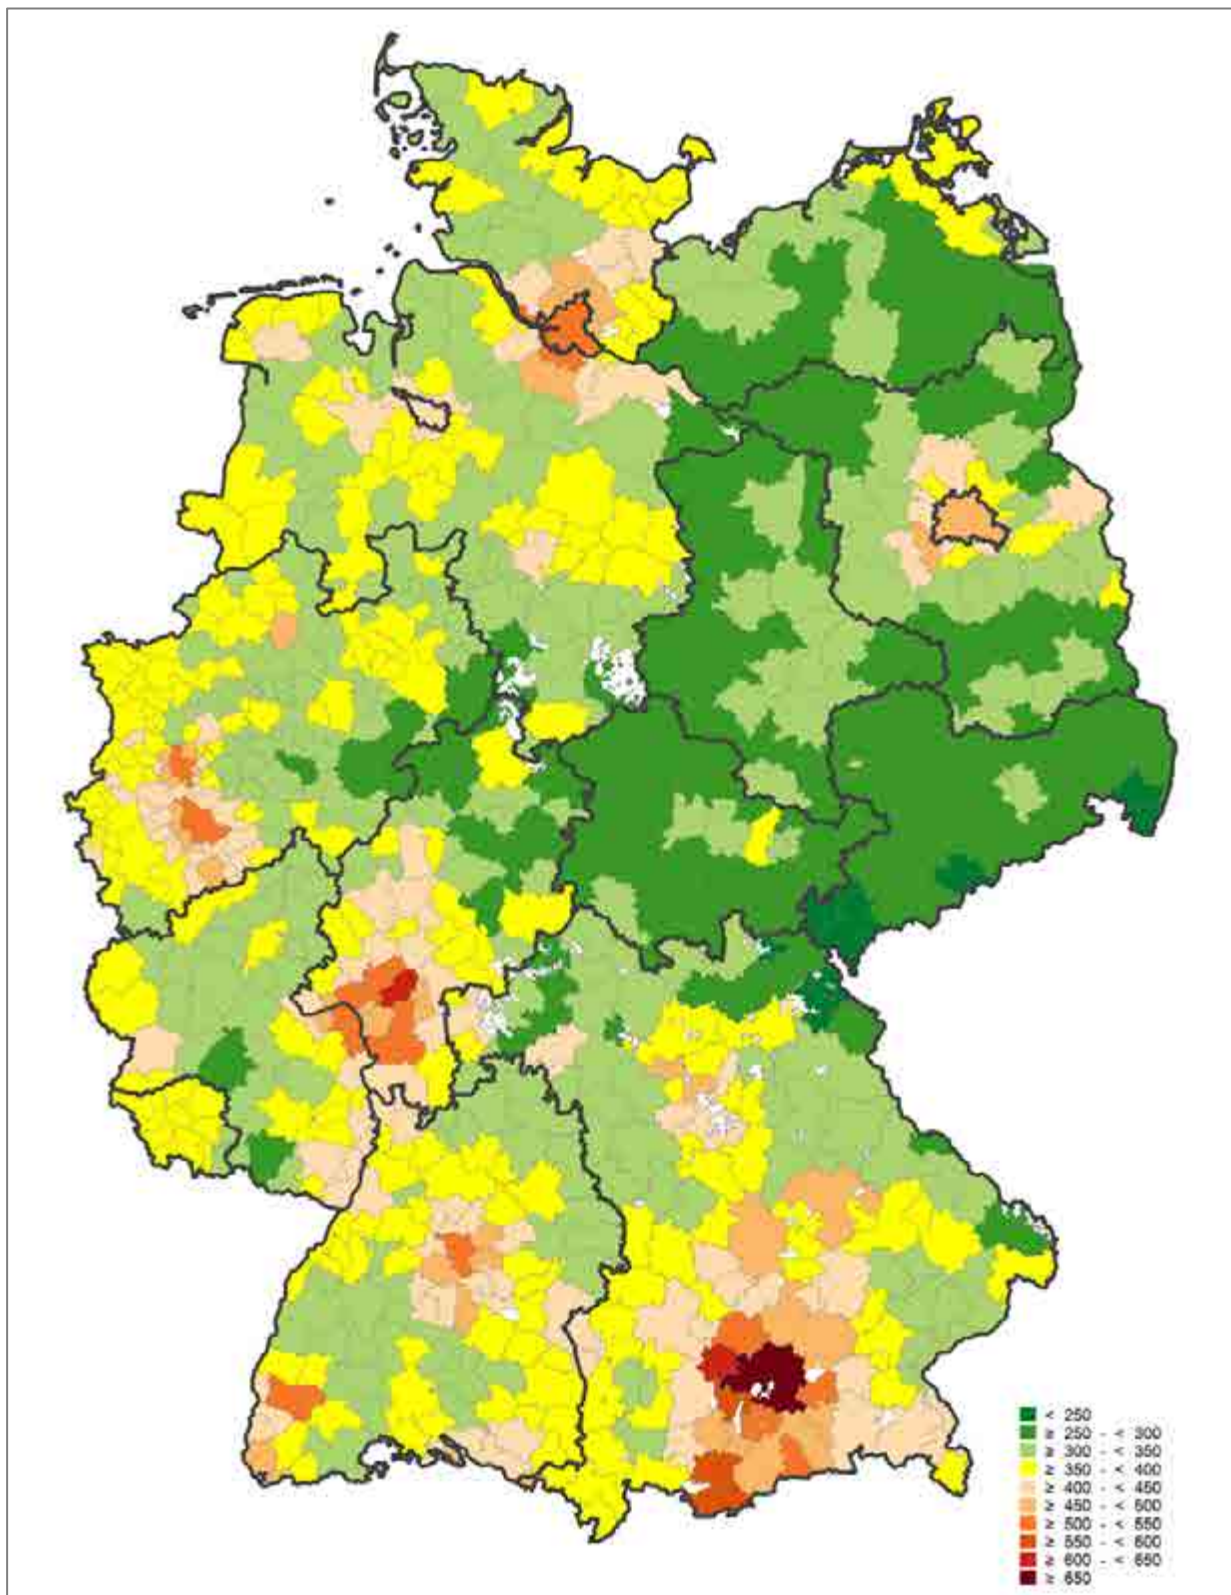 < 250
≥ 250 - < 300
≥ 300 - < 350
≥ 350 - < 400
≥ 400 - < 450
≥ 450 - < 500
≥ 500 - < 550
≥ 550 - < 600
≥ 600 - < 650
≥ 650